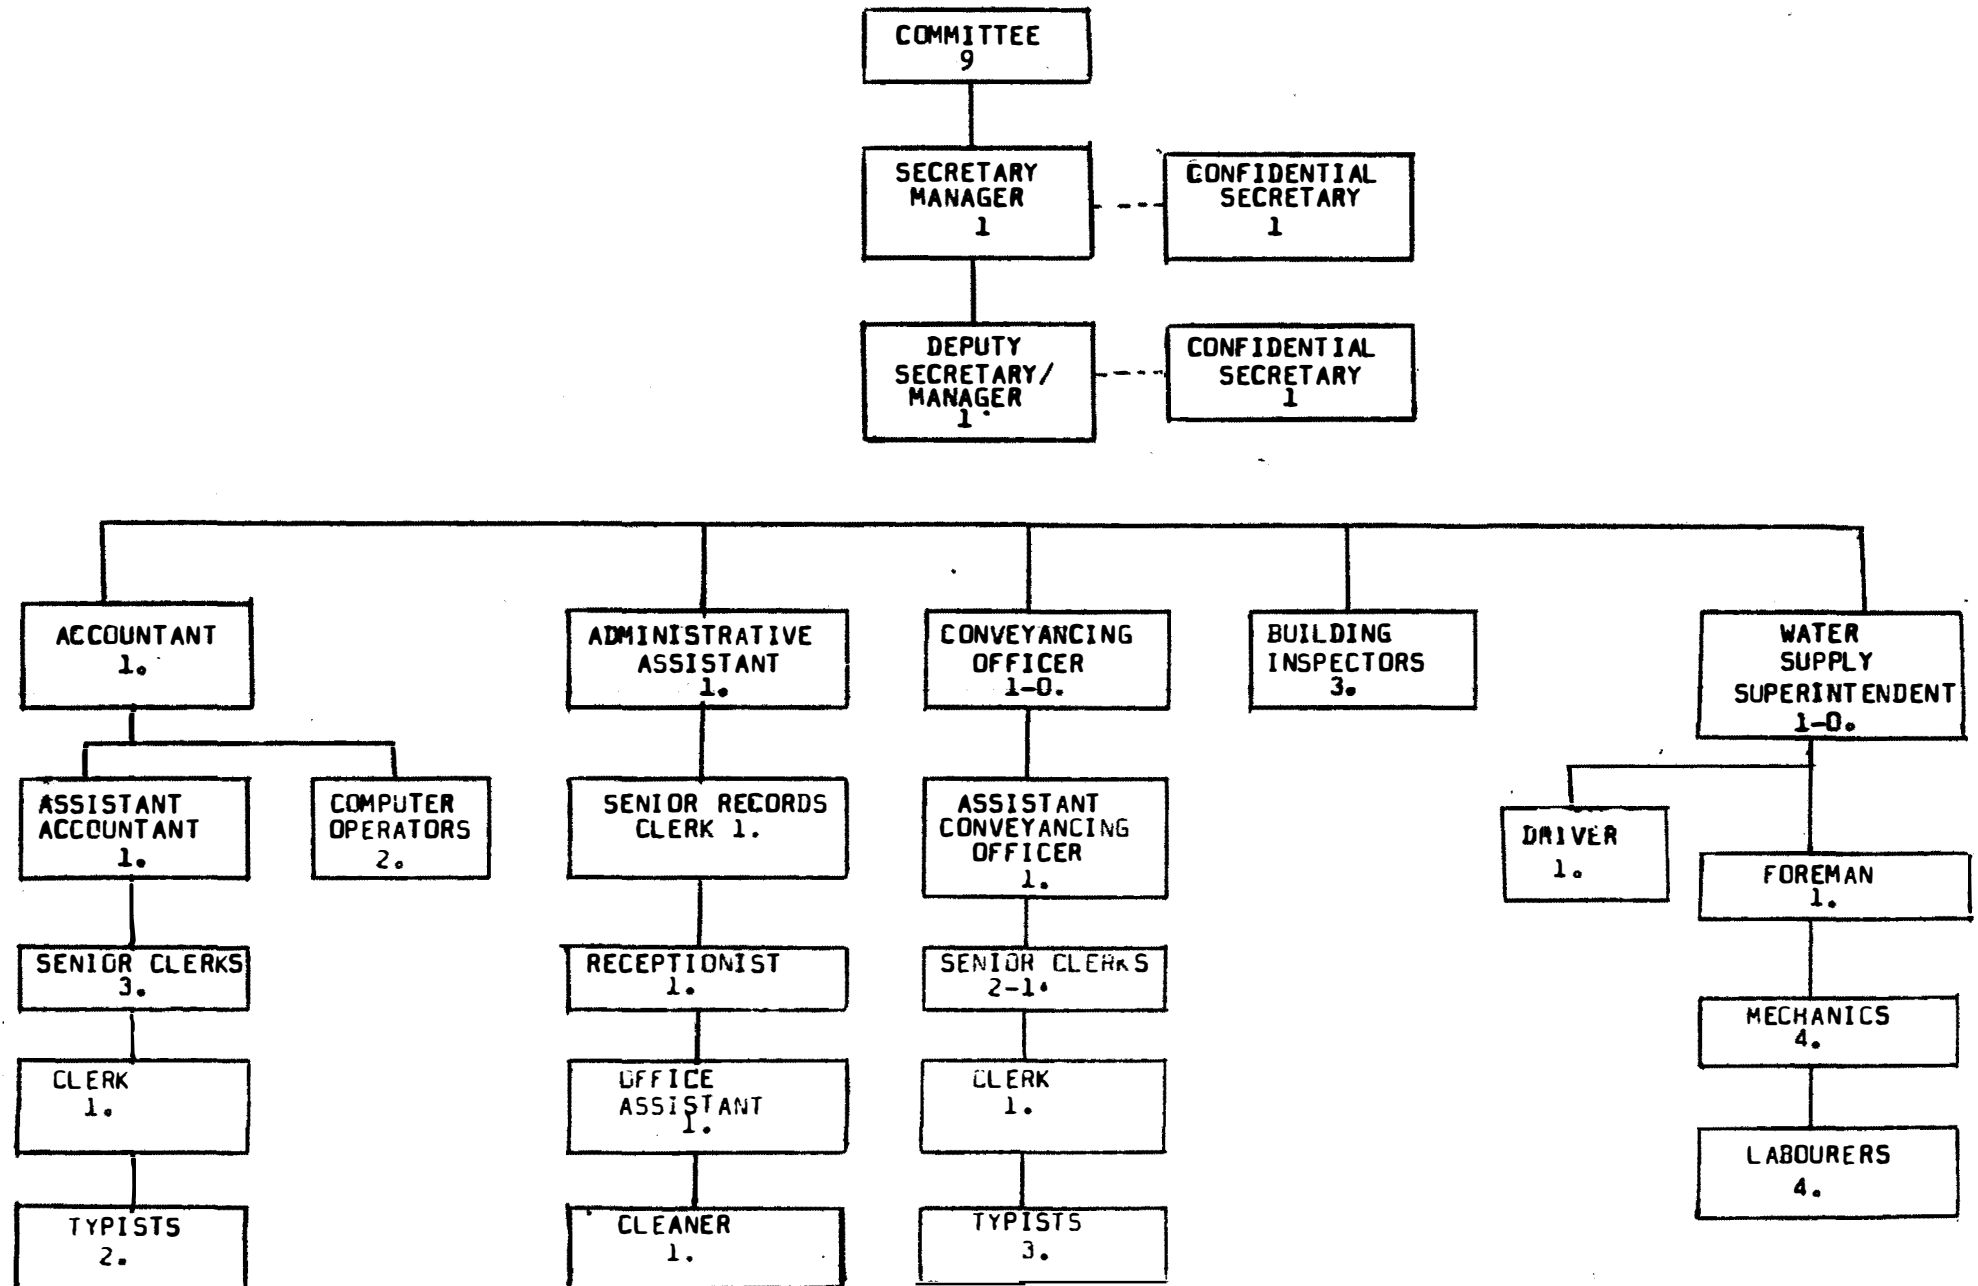 COMMITTEE
9
SECRETARY
MANAGER
1
CONFIDENTIAL
SECRETARY
1
DEPUTY
SECRETARY/
MANAGER
1
CONFIDENTIAL
SECRETARY
1
ACCOUNTANT
1.
ADMINISTRATIVE
ASSISTANT
1.
CONVEYANCING
OFFICER
1-0.
BUILDING
INSPECTORS
3.
WATER
SUPPLY
SUPERINTENDENT
1-0.
ASSISTANT
ACCOUNTANT
1.
COMPUTER
OPERATORS
2.
SENIOR RECORDS
CLERK 1.
ASSISTANT
CONVEYANCING
OFFICER
1.
DRIVER
1.
FOREMAN
1.
SENIOR CLERKS
3.
RECEPTIONIST
1.
SENIOR CLERKS
2-1.
MECHANICS
4.
CLERK
1.
OFFICE
ASSISTANT
1.
CLERK
1.
LABOURERS
4.
TYPISTS
2.
CLEANER
1.
TYPISTS
3.